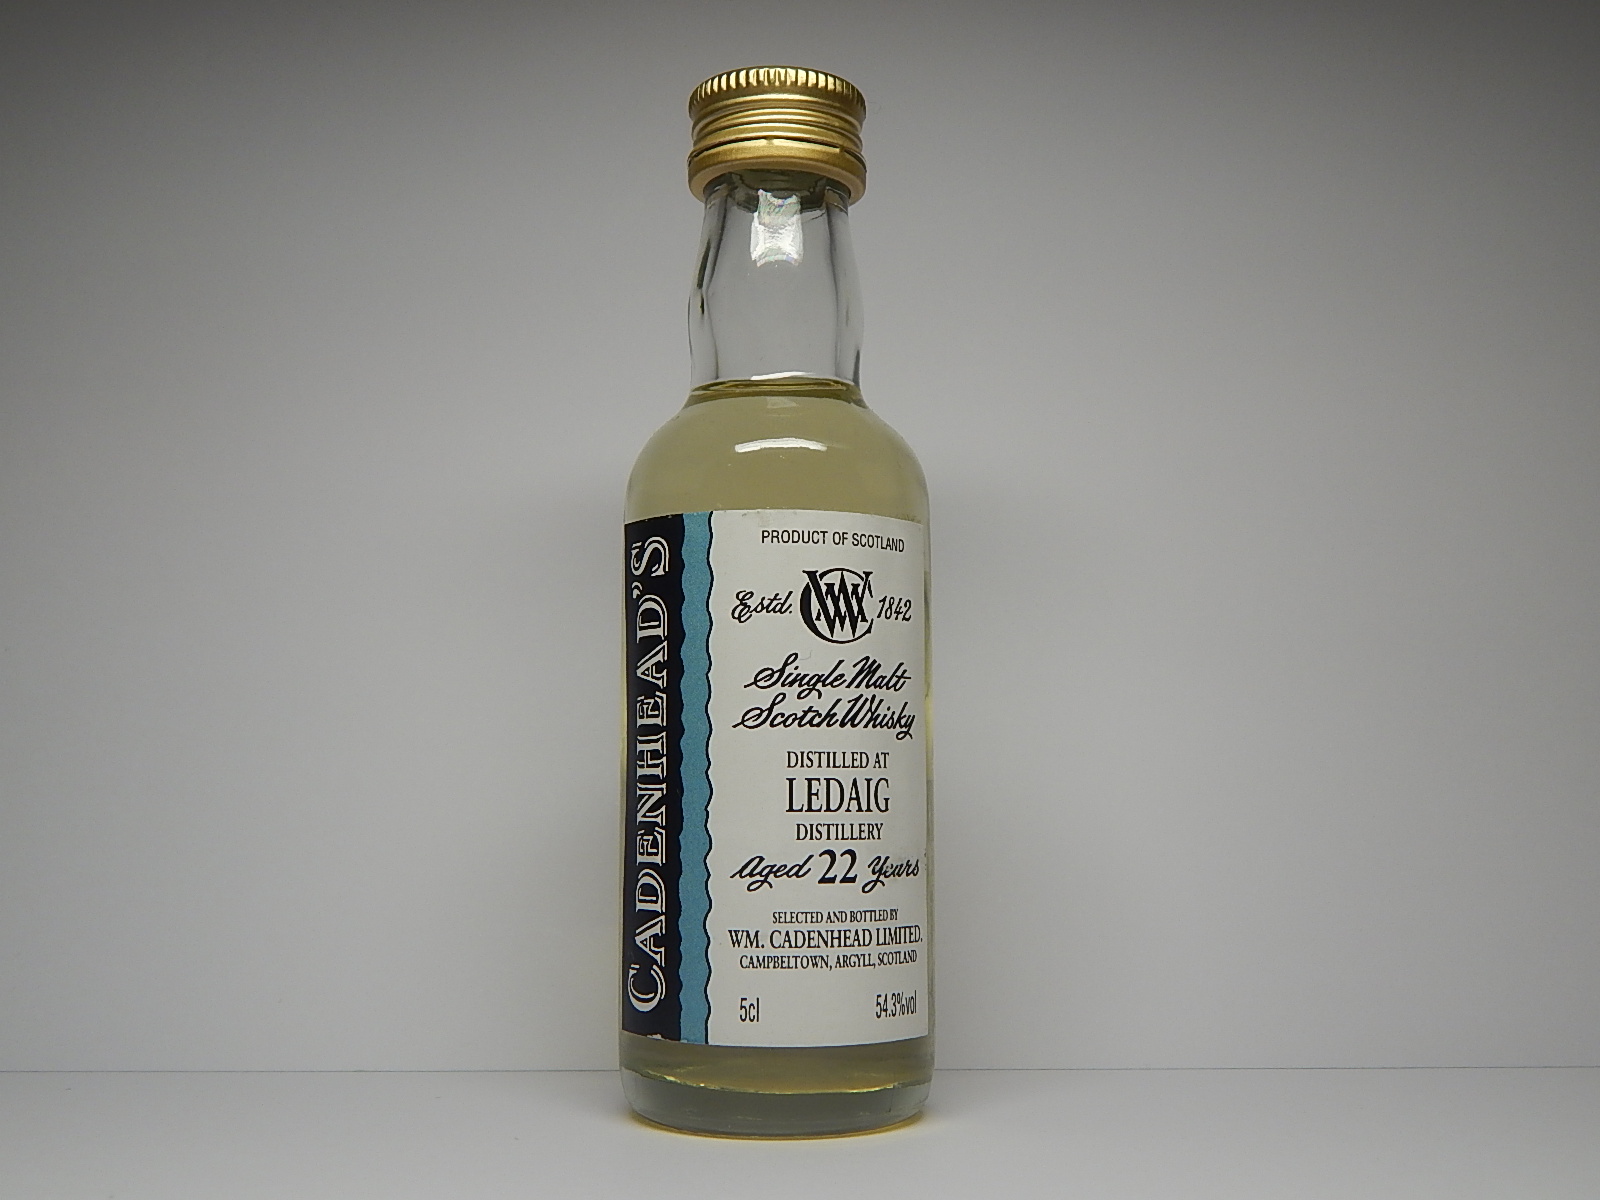 CADENHEAD'S
PRODUCT OF SCOTLAND
Estd. WC 1842
Single Malt
Scotch Whisky
DISTILLED AT
LEDAIG
DISTILLERY
Aged 22 Years
SELECTED AND BOTTLED BY
WM. CADENHEAD LIMITED.
CAMPBELTOWN, ARGYLL, SCOTLAND
5cl 54.3%vol